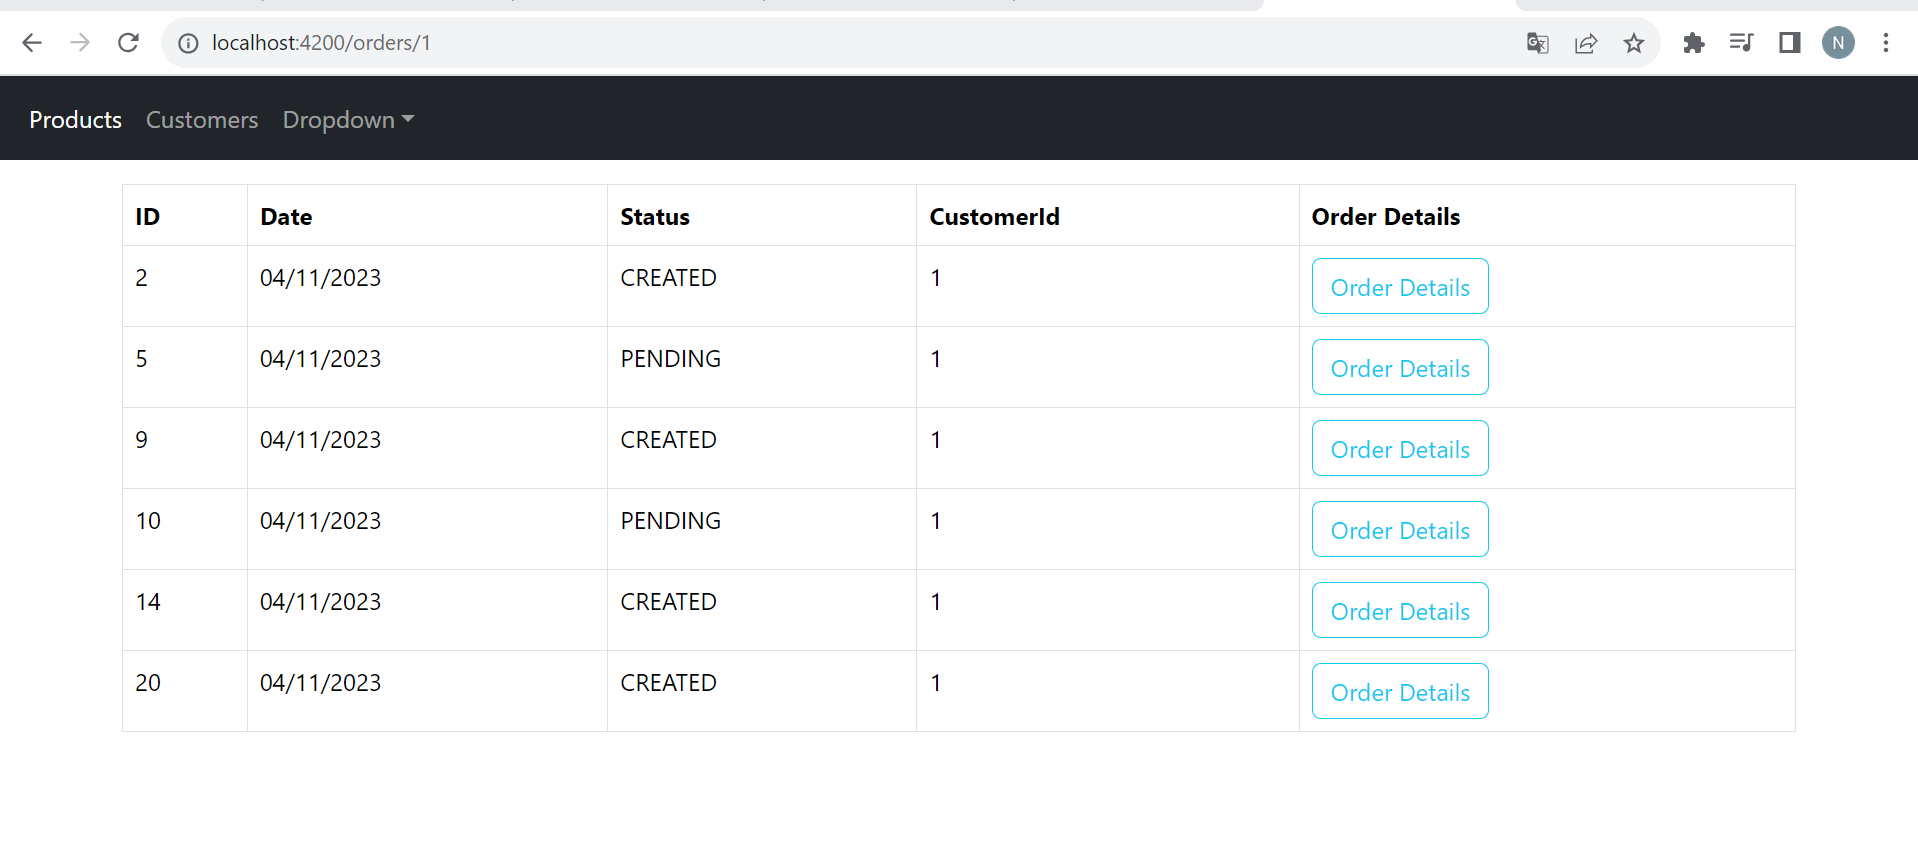 localhost:4200/orders/1
N
Products Customers Dropdown
ID Date Status CustomerId Order Details
2 04/11/2023 CREATED 1 Order Details
5 04/11/2023 PENDING 1 Order Details
9 04/11/2023 CREATED 1 Order Details
10 04/11/2023 PENDING 1 Order Details
14 04/11/2023 CREATED 1 Order Details
20 04/11/2023 CREATED 1 Order Details